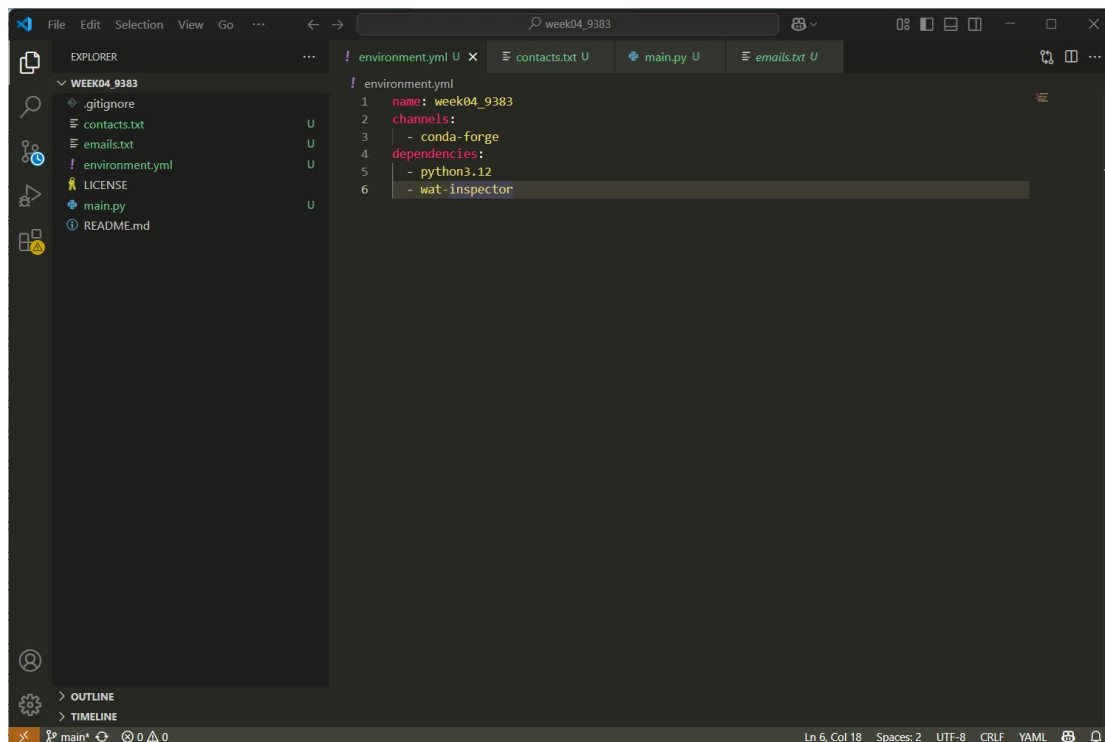 File Edit Selection View Go ···
week04_9383
EXPLORER ···
WEEK04_9383
.gitignore
contacts.txt U
emails.txt U
environment.yml U
LICENSE
main.py U
README.md
OUTLINE
TIMELINE
! environment.yml U
contacts.txt U
main.py U
emails.txt U
! environment.yml
1 name: week04_9383
2 channels:
3 - conda-forge
4 dependencies:
5 - python3.12
6 - wat-inspector
main* 0 0
Ln 6, Col 18 Spaces: 2 UTF-8 CRLF YAML